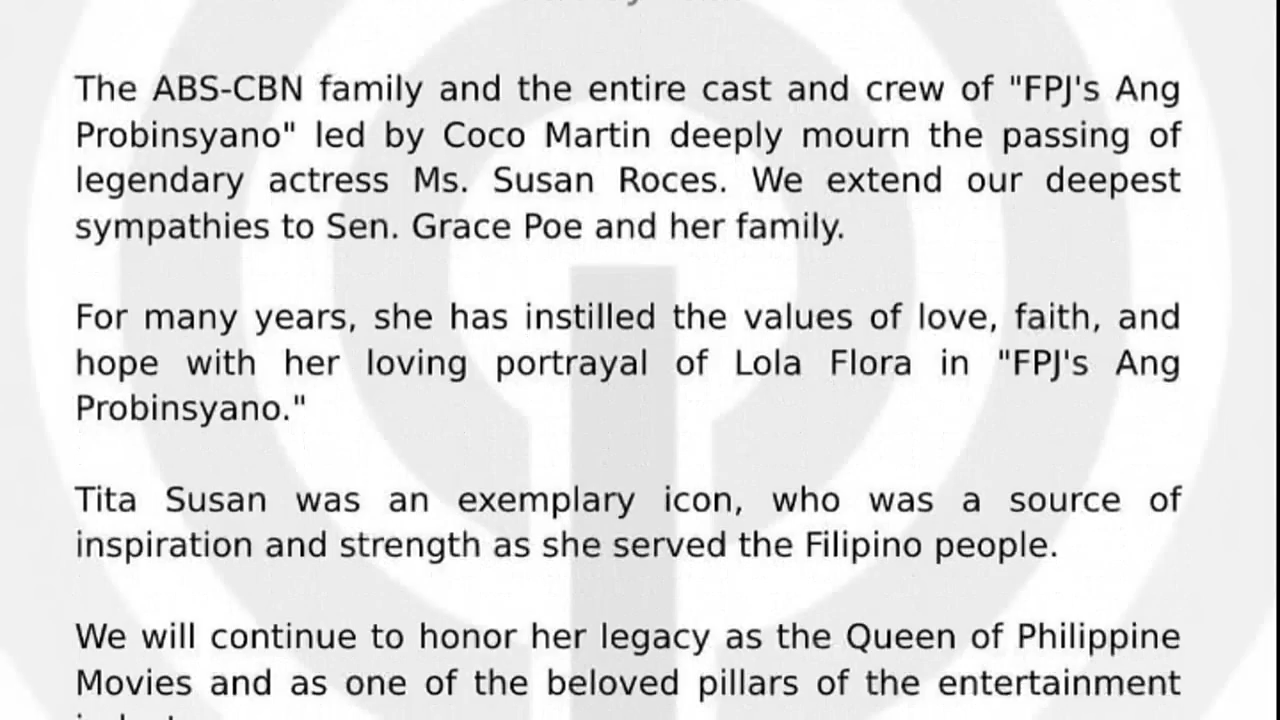 The ABS-CBN family and the entire cast and crew of "FPJ's Ang
Probinsyano" led by Coco Martin deeply mourn the passing of
legendary actress Ms. Susan Roces. We extend our deepest
sympathies to Sen. Grace Poe and her family.
For many years, she has instilled the values of love, faith, and
hope with her loving portrayal of Lola Flora in "FPJ's Ang
Probinsyano."
Tita Susan was an exemplary icon, who was a source of
inspiration and strength as she served the Filipino people.
We will continue to honor her legacy as the Queen of Philippine
Movies and as one of the beloved pillars of the entertainment